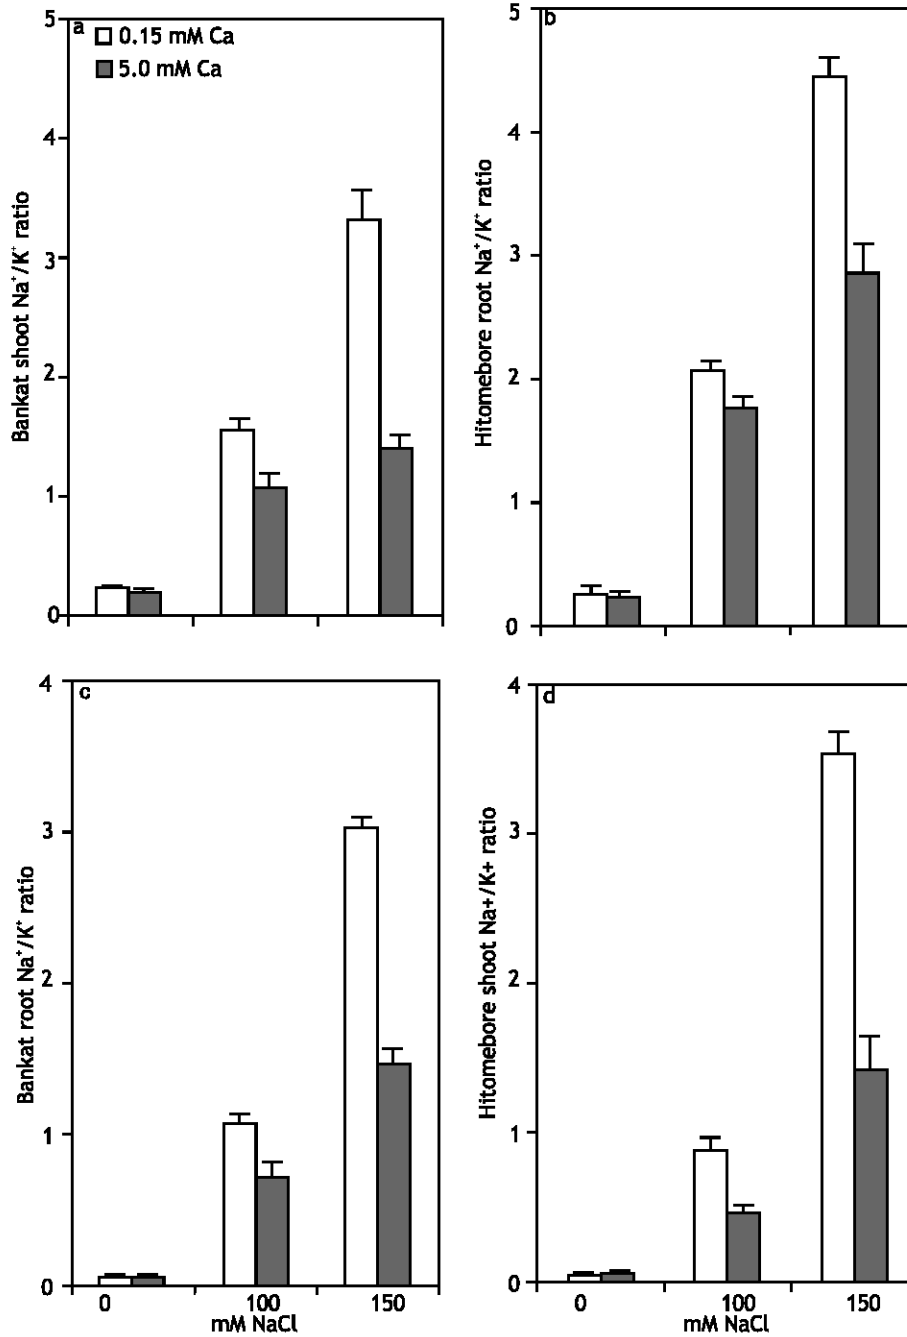 a
0.15 mM Ca
5.0 mM Ca
5
4
3
2
1
0
Bankat shoot Na⁺/K⁺ ratio
b
5
4
3
2
1
0
Hitomebore root Na⁺/K⁺ ratio
c
4
3
2
1
0
Bankat root Na⁺/K⁺ ratio
0 100 150
mM NaCl
d
4
3
2
1
0
Hitomebore shoot Na+/K+ ratio
0 100 150
mM NaCl